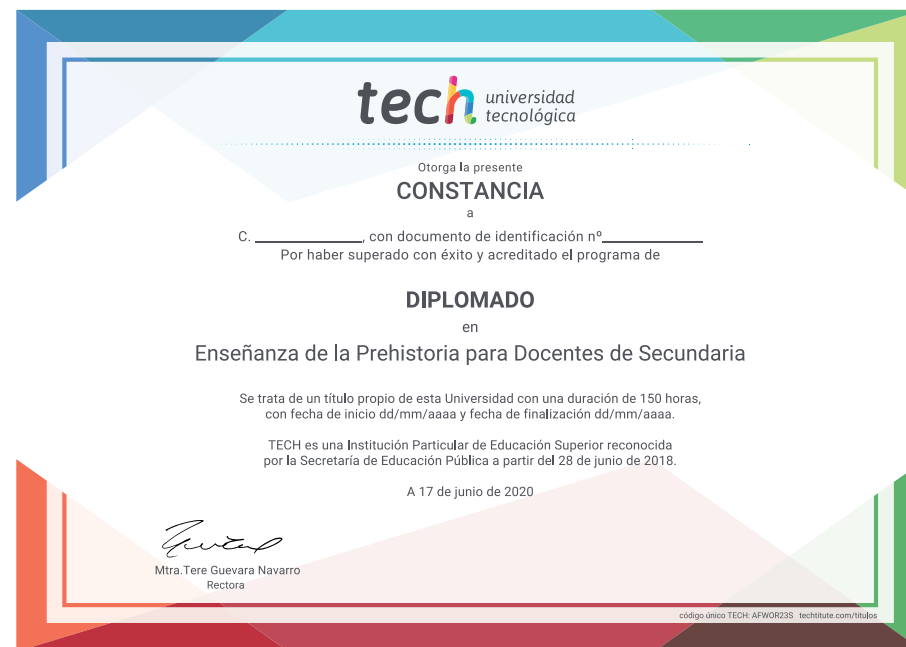 tech universidad
tecnológica
Otorga la presente
CONSTANCIA
a
C. ____________, con documento de identificación nº____________
Por haber superado con éxito y acreditado el programa de
DIPLOMADO
en
Enseñanza de la Prehistoria para Docentes de Secundaria
Se trata de un título propio de esta Universidad con una duración de 150 horas,
con fecha de inicio dd/mm/aaaa y fecha de finalización dd/mm/aaaa.
TECH es una Institución Particular de Educación Superior reconocida
por la Secretaría de Educación Pública a partir del 28 de junio de 2018.
A 17 de junio de 2020
Mtra.Tere Guevara Navarro
Rectora
código único TECH: AFWOR23S techtitute.com/títulos